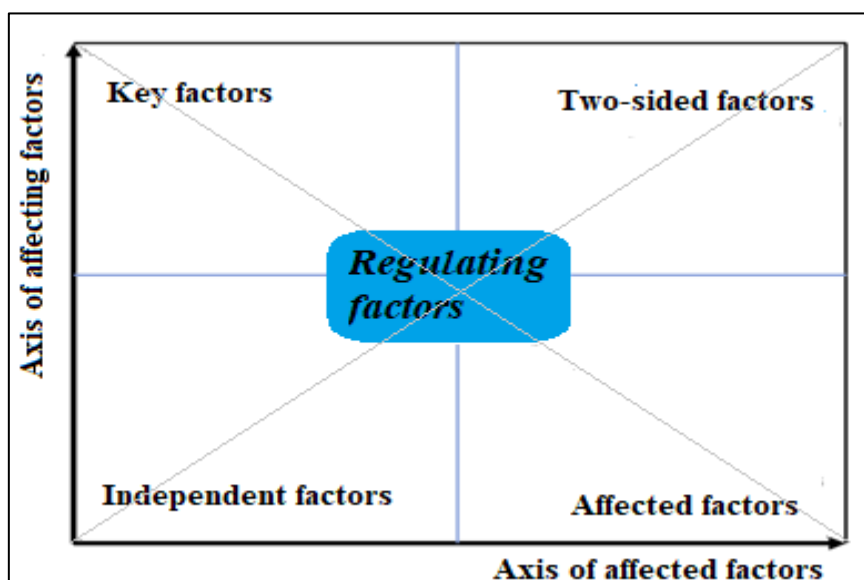 Key factors
Two-sided factors
Axis of affecting factors
Regulating
factors
Independent factors
Affected factors
Axis of affected factors